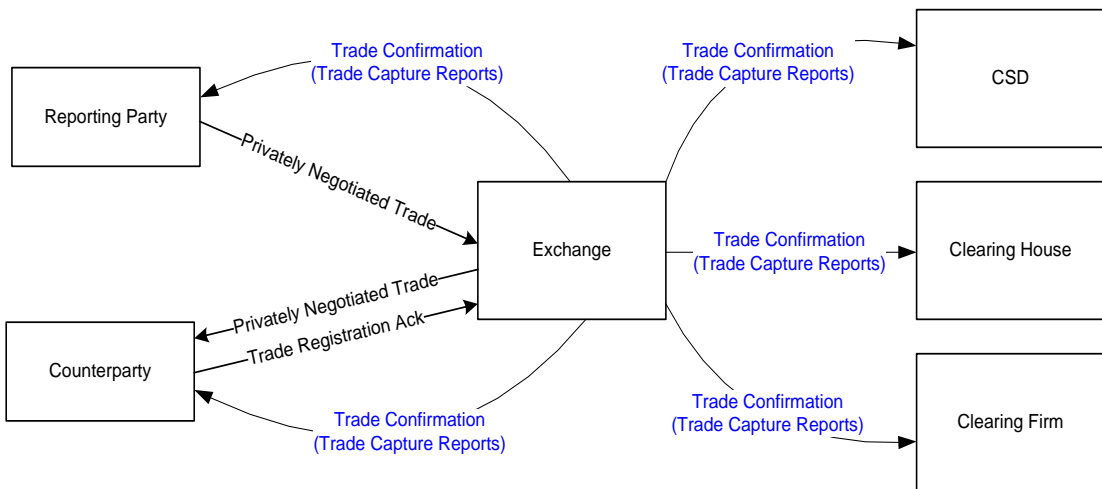 Trade Confirmation
(Trade Capture Reports)
Trade Confirmation
(Trade Capture Reports)
CSD
Reporting Party
Privately Negotiated Trade
Exchange
Trade Confirmation
(Trade Capture Reports)
Clearing House
Privately Negotiated Trade
Trade Registration Ack
Counterparty
Trade Confirmation
(Trade Capture Reports)
Trade Confirmation
(Trade Capture Reports)
Clearing Firm